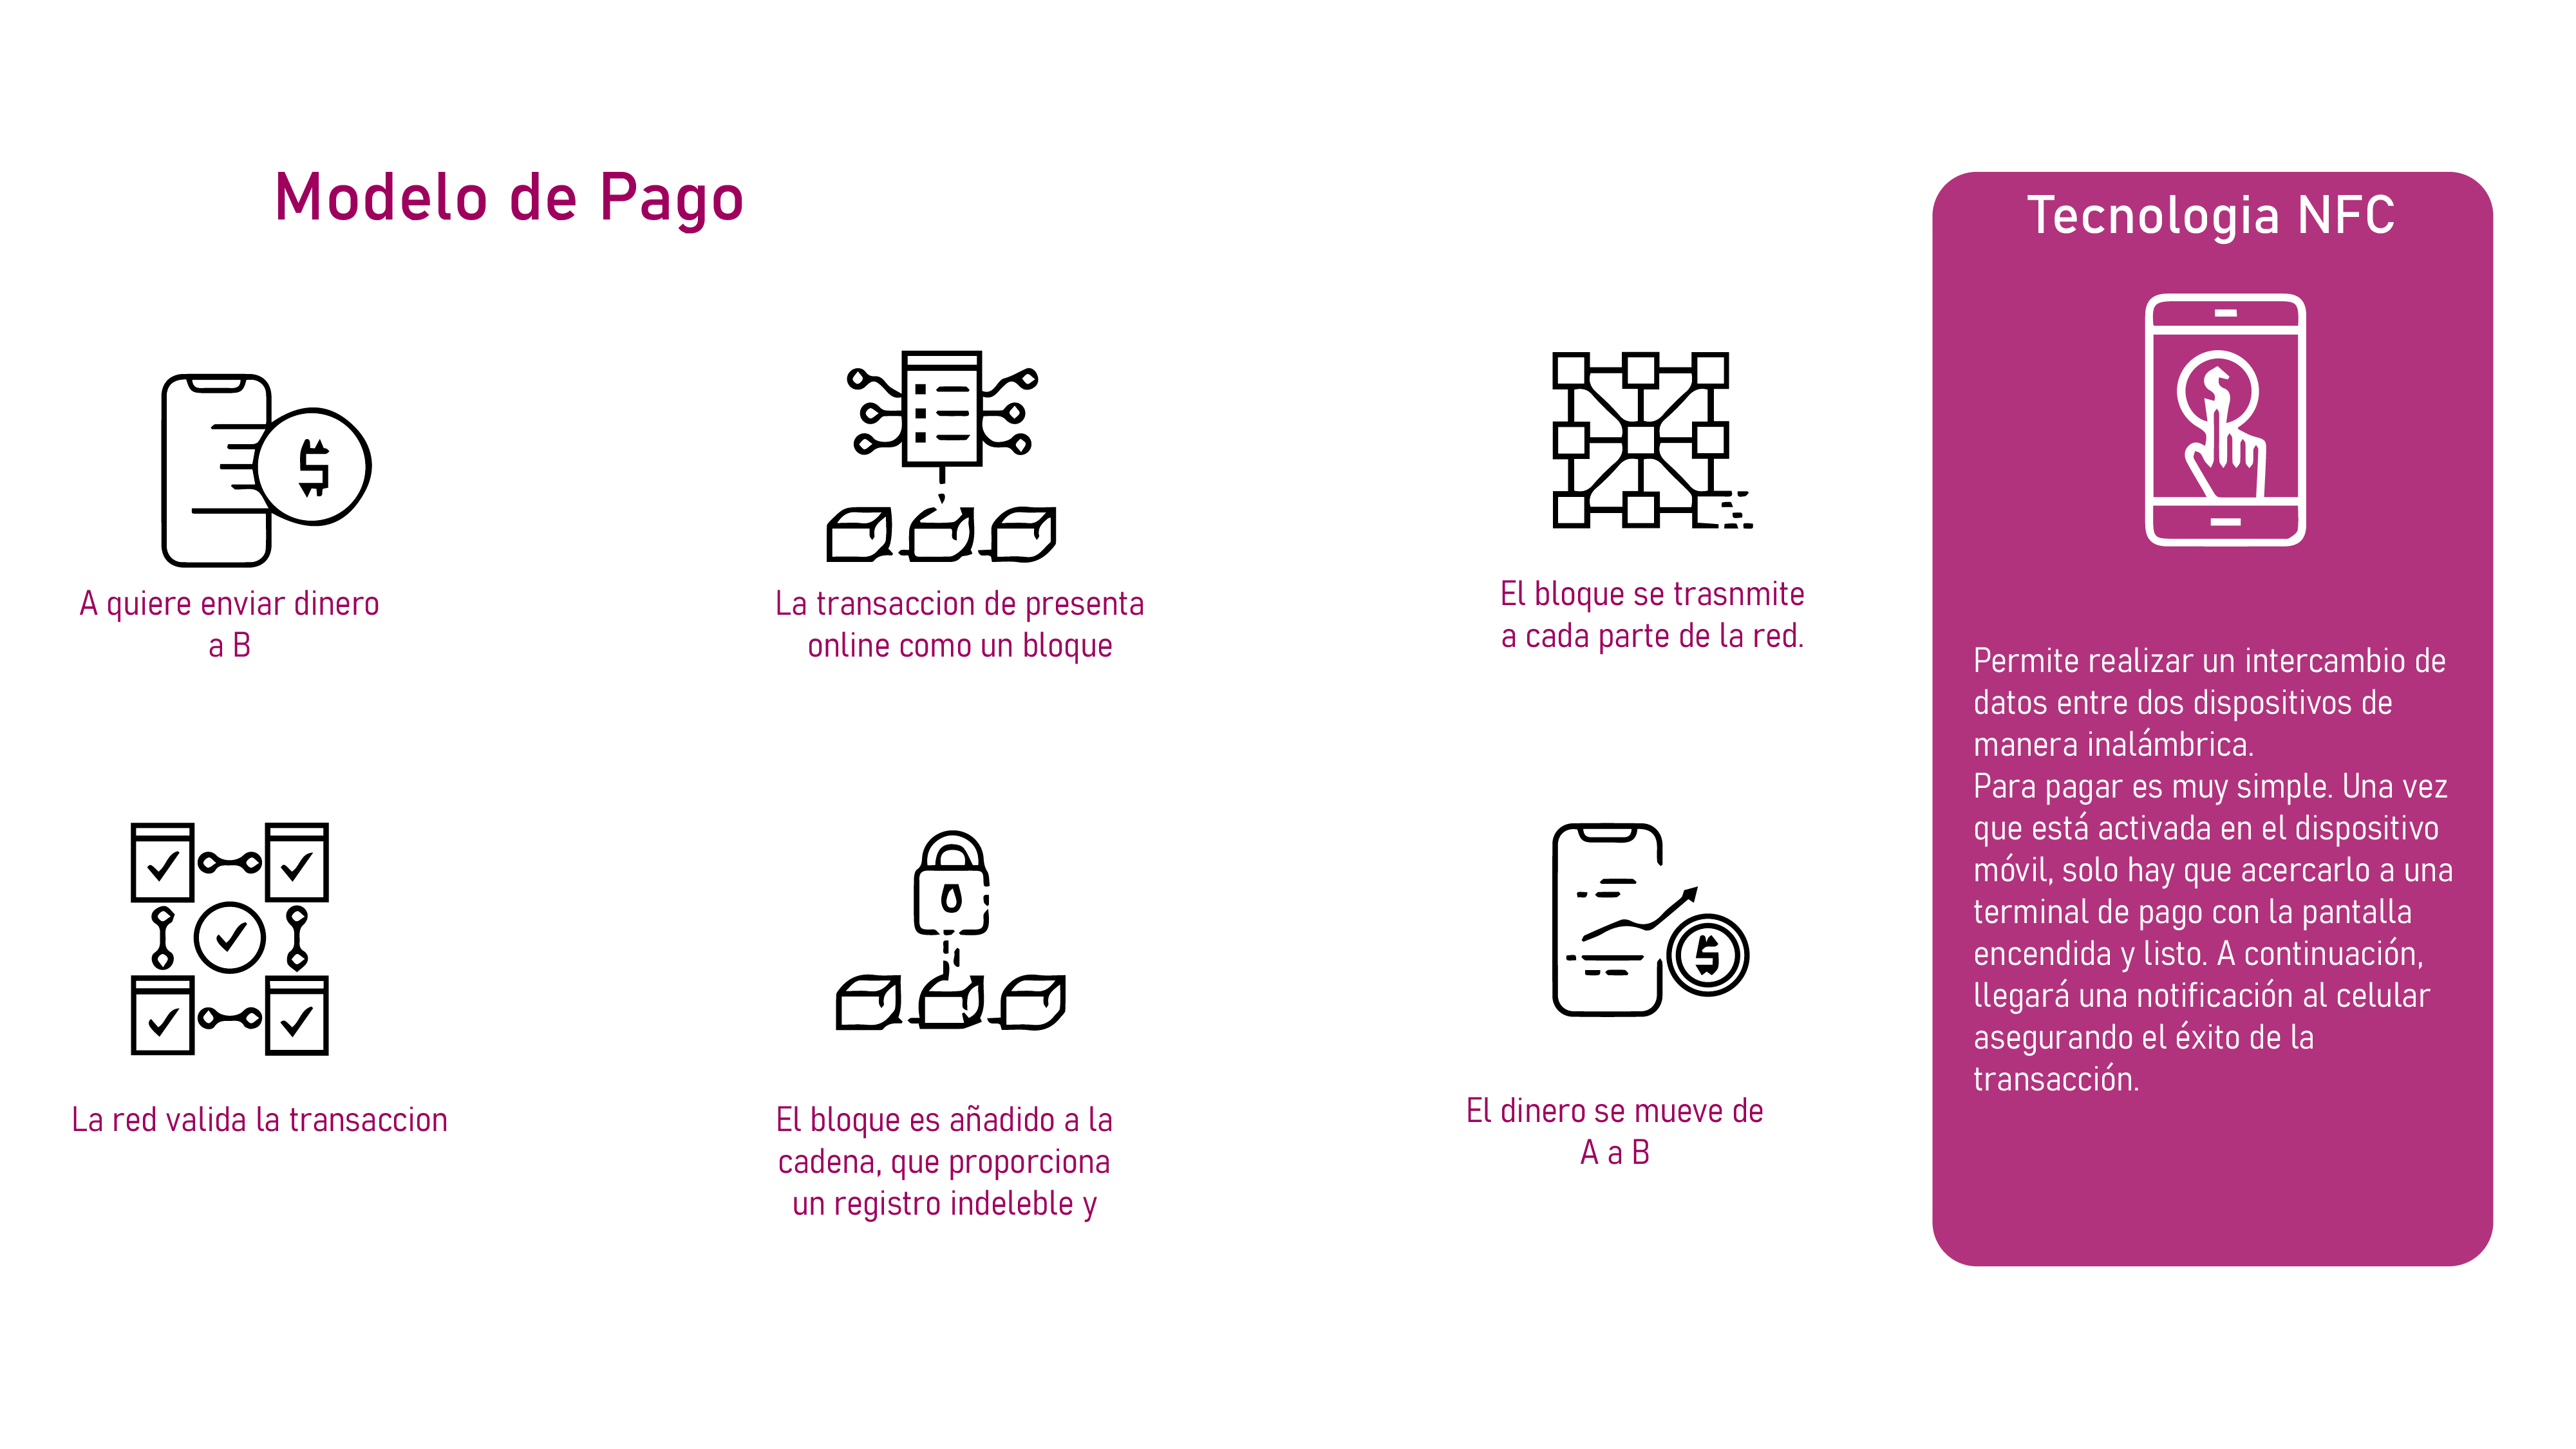 Modelo de Pago
A quiere enviar dinero
a B
La transaccion de presenta
online como un bloque
El bloque se trasnmite
a cada parte de la red.
La red valida la transaccion
El bloque es añadido a la
cadena, que proporciona
un registro indeleble y
El dinero se mueve de
A a B
Tecnologia NFC
Permite realizar un intercambio de
datos entre dos dispositivos de
manera inalámbrica.
Para pagar es muy simple. Una vez
que está activada en el dispositivo
móvil, solo hay que acercarlo a una
terminal de pago con la pantalla
encendida y listo. A continuación,
llegará una notificación al celular
asegurando el éxito de la
transacción.